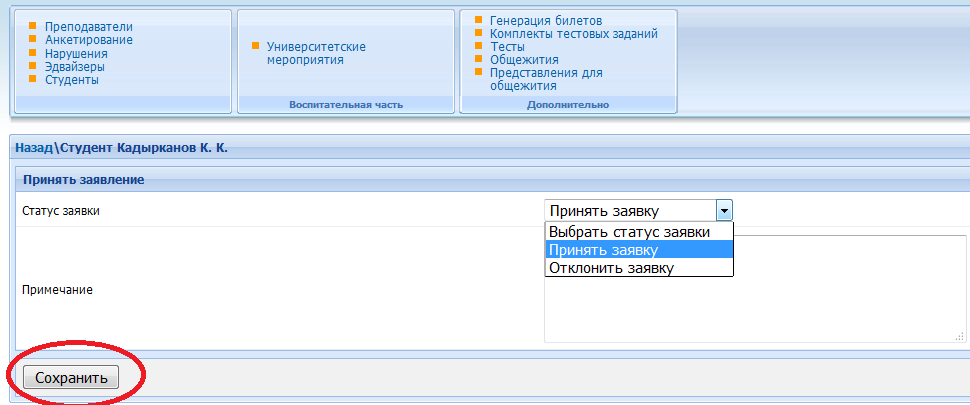 Преподаватели
Анкетирование
Нарушения
Эдвайзеры
Студенты
Университетские
мероприятия
Воспитательная часть
Генерация билетов
Комплекты тестовых заданий
Тесты
Общежития
Представления для
общежития
Дополнительно
Назад\Студент Кадырканов К. К.
Принять заявление
Статус заявки
Принять заявку
Выбрать статус заявки
Принять заявку
Отклонить заявку
Примечание
Сохранить